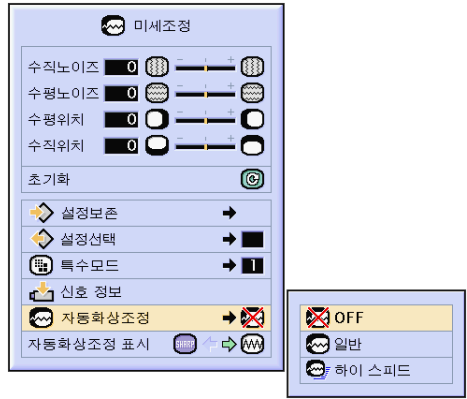 미세조정
수직노이즈 0 - +
수평노이즈 0 - +
수평위치 0 - +
수직위치 0 - +
초기화
설정보존
설정선택
특수모드 1
신호 정보
자동화상조정
자동화상조정 표시 SHARP
OFF
일반
하이 스피드